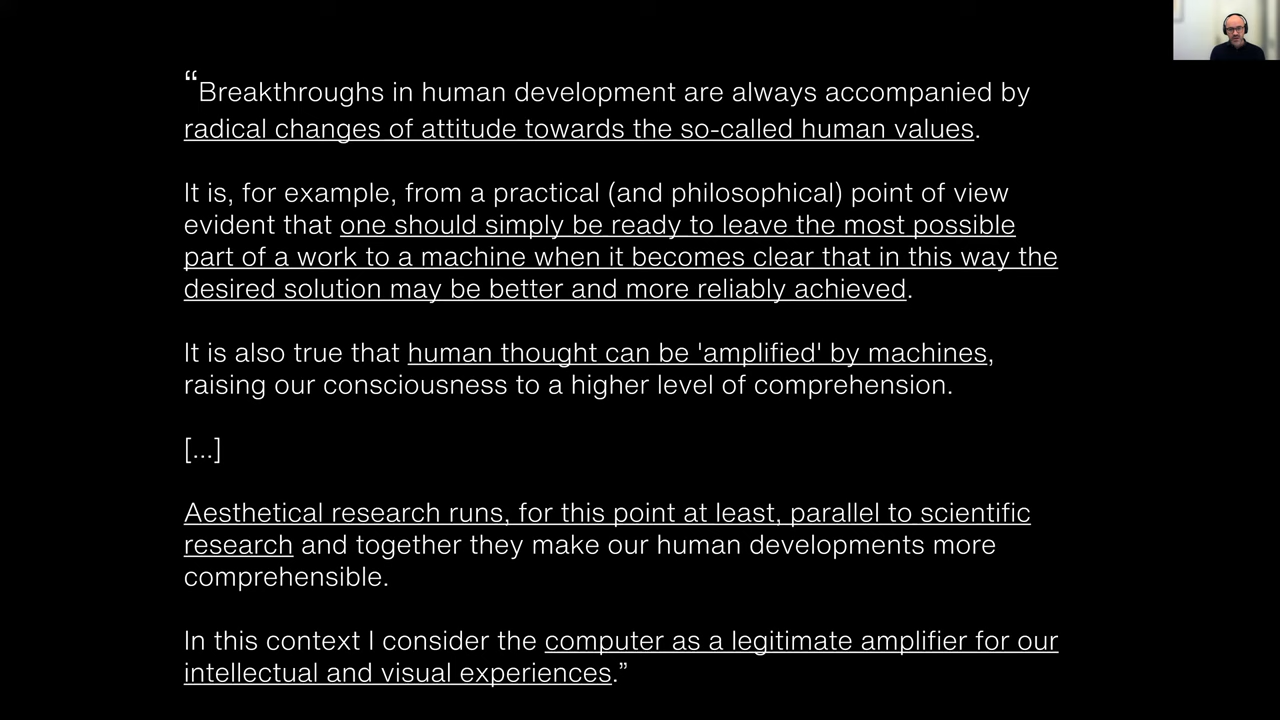 “Breakthroughs in human development are always accompanied by
radical changes of attitude towards the so-called human values.
It is, for example, from a practical (and philosophical) point of view
evident that one should simply be ready to leave the most possible
part of a work to a machine when it becomes clear that in this way the
desired solution may be better and more reliably achieved.
It is also true that human thought can be 'amplified' by machines,
raising our consciousness to a higher level of comprehension.
[...]
Aesthetical research runs, for this point at least, parallel to scientific
research and together they make our human developments more
comprehensible.
In this context I consider the computer as a legitimate amplifier for our
intellectual and visual experiences.”